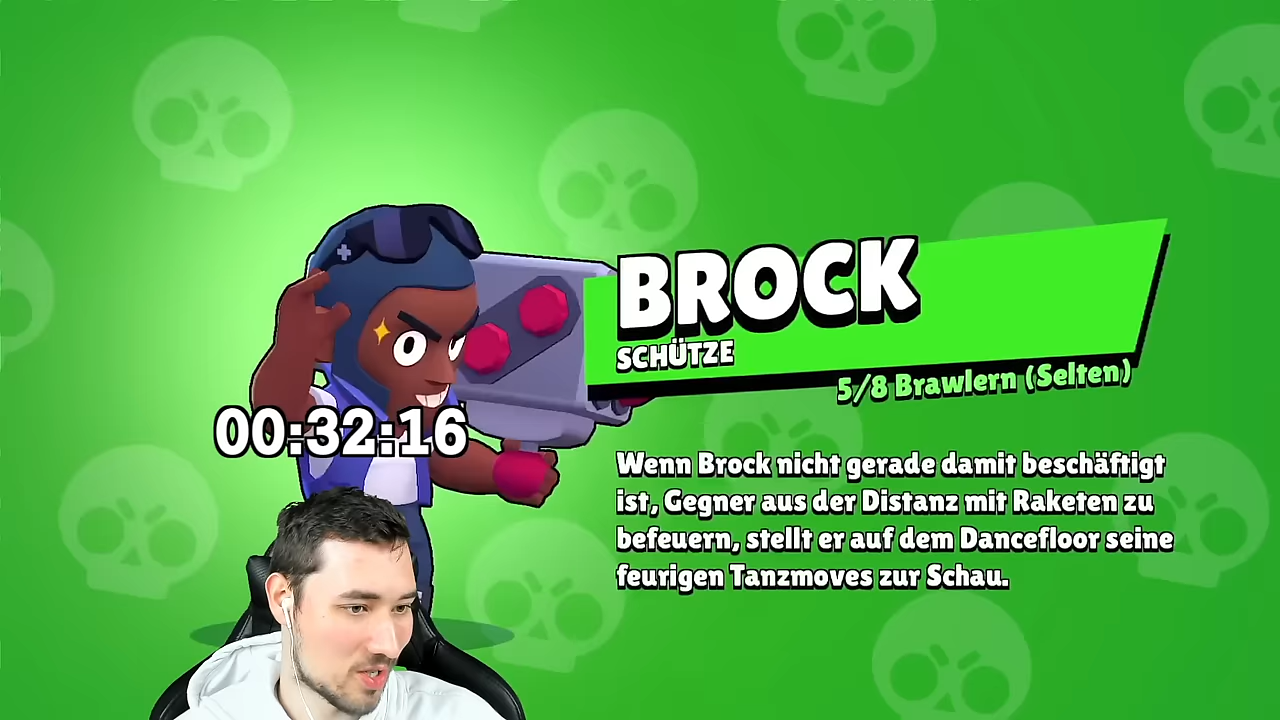 BROCK
SCHÜTZE
5/8 Brawlern (Selten)
00:32:16
Wenn Brock nicht gerade damit beschäftigt
ist, Gegner aus der Distanz mit Raketen zu
befeuern, stellt er auf dem Dancefloor seine
feurigen Tanzmoves zur Schau.